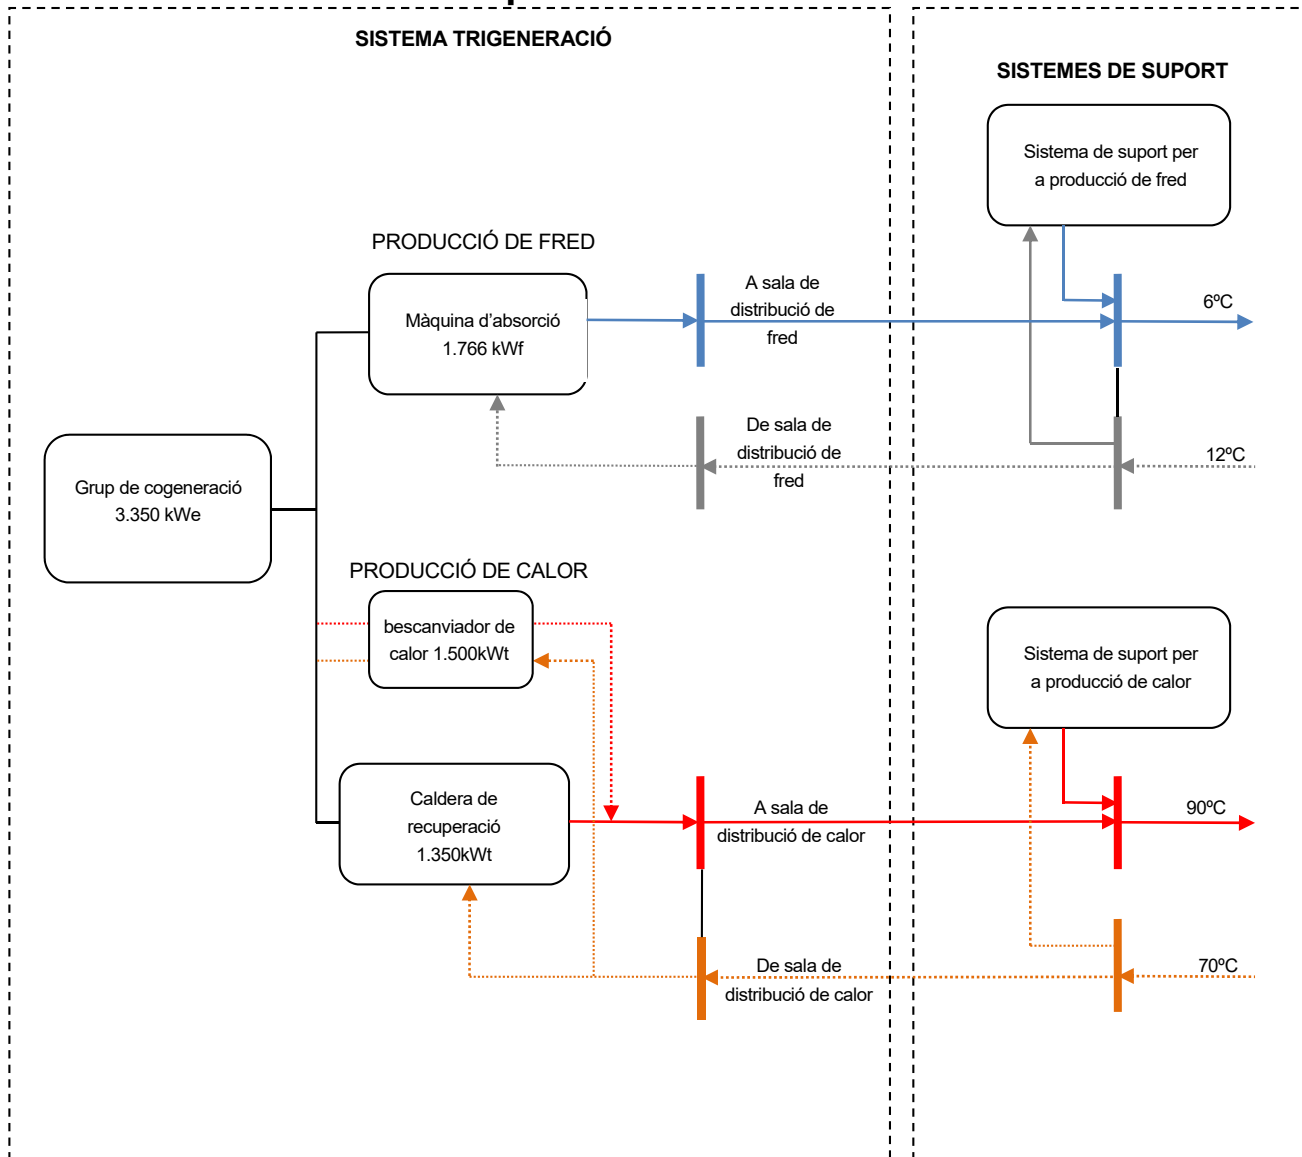 SISTEMA TRIGENERACIÓ
SISTEMES DE SUPORT
Sistema de suport per
a producció de fred
PRODUCCIÓ DE FRED
Màquina d’absorció
1.766 kWf
A sala de
distribució de
fred
6ºC
De sala de
distribució de
fred
12ºC
Grup de cogeneració
3.350 kWe
PRODUCCIÓ DE CALOR
bescanviador de
calor 1.500kWt
Sistema de suport per
a producció de calor
Caldera de
recuperació
1.350kWt
A sala de
distribució de calor
90ºC
De sala de
distribució de calor
70ºC